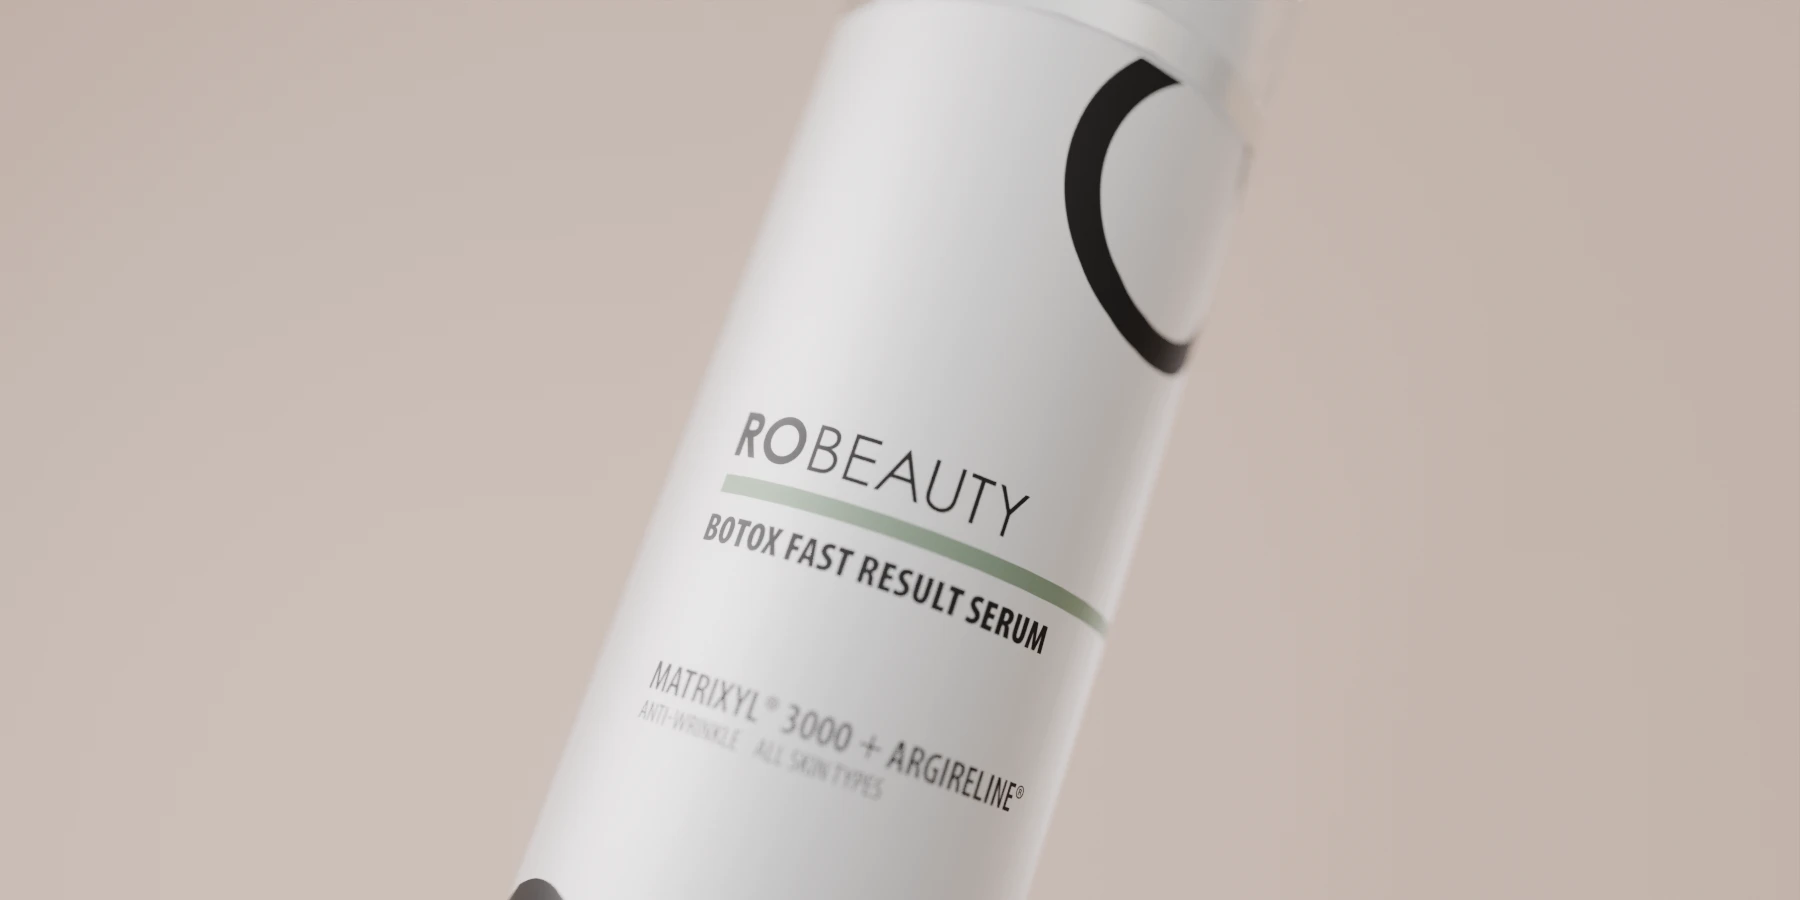 ROBEAUTY
BOTOX FAST RESULT SERUM
MATRIXYL® 3000 + ARGIRELINE®
ANTI-WRINKLE ALL SKIN TYPES